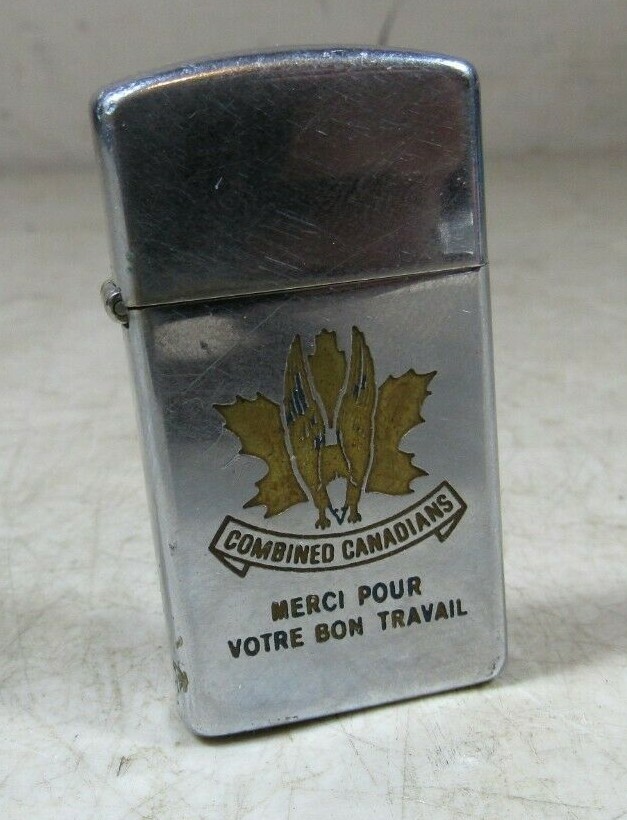 COMBINED CANADIANS
MERCI POUR
VOTRE BON TRAVAIL